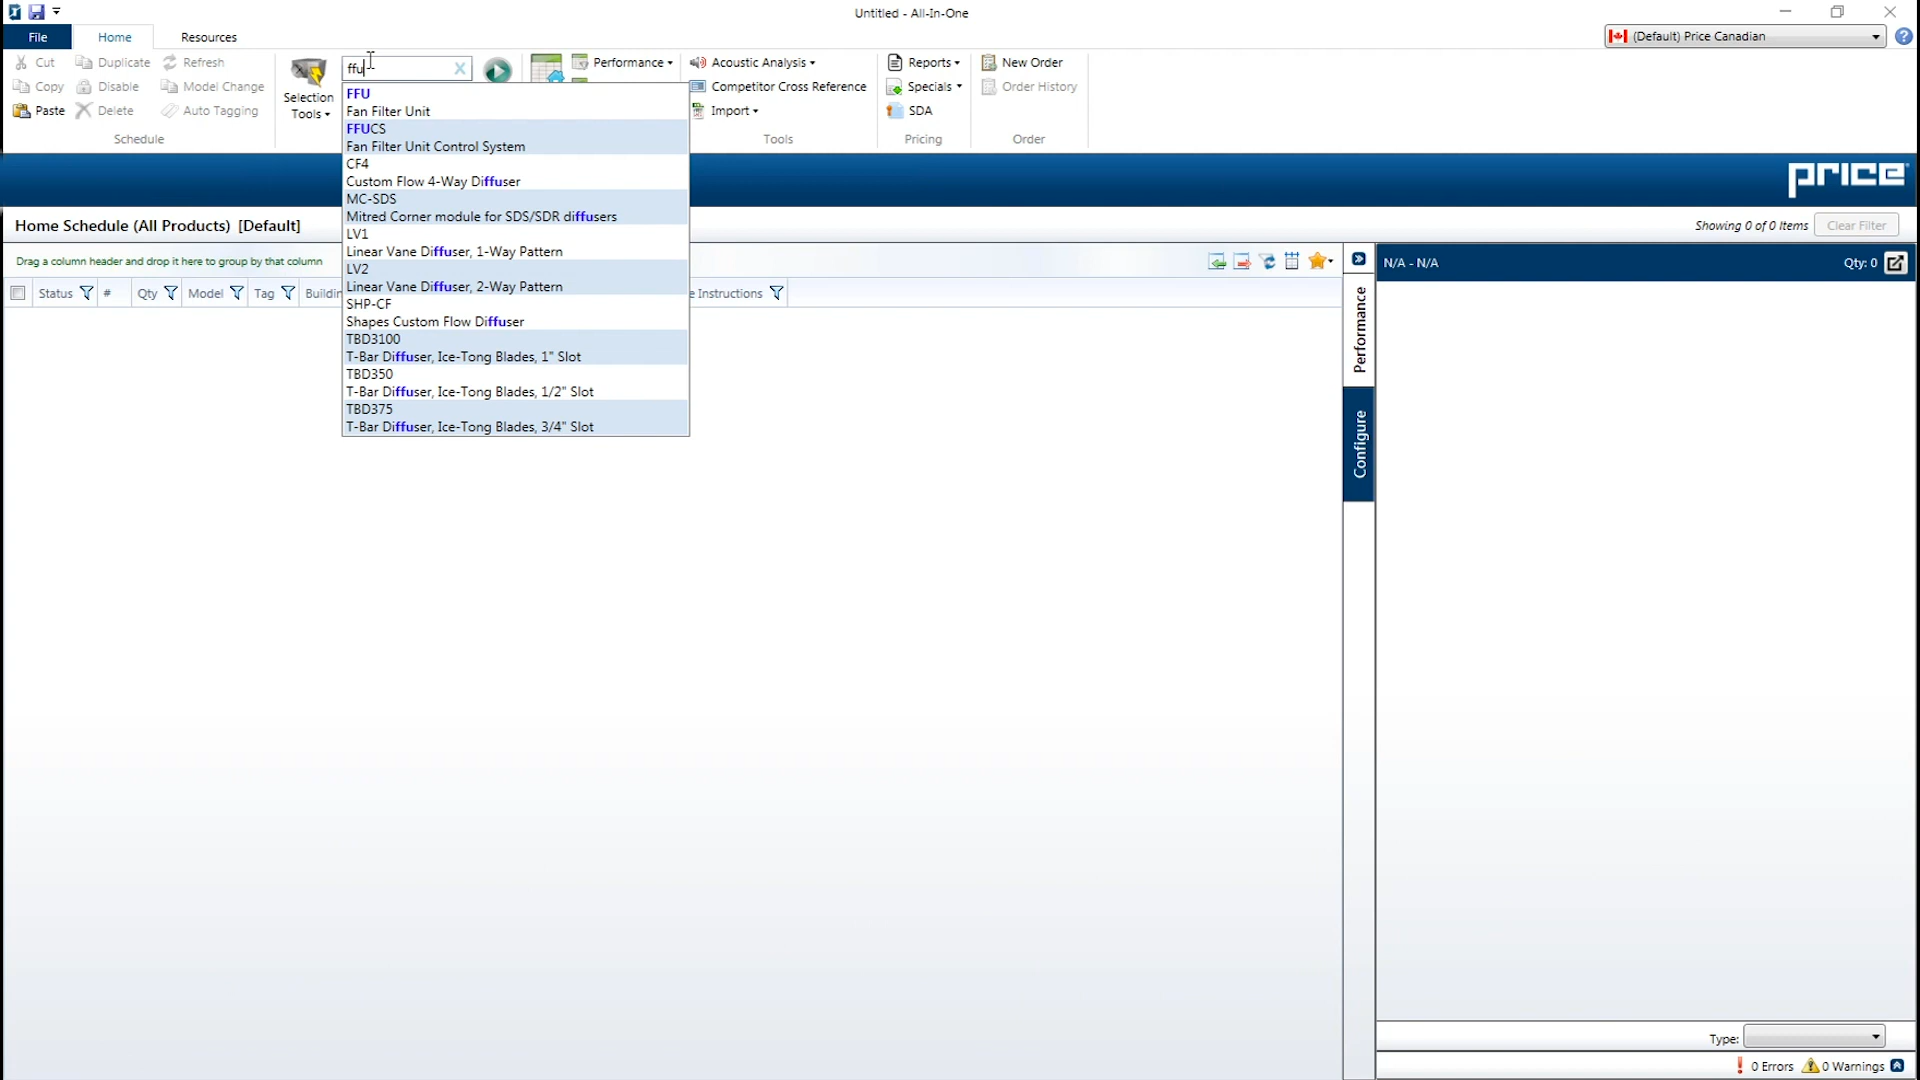 Untitled - All-In-One
File Home Resources
(Default) Price Canadian
Cut Duplicate Refresh
Copy Disable Model Change
Paste Delete Auto Tagging
Schedule
Selection
Tools
ffu
Performance
Acoustic Analysis
Competitor Cross Reference
Import
Tools
Reports
Specials
SDA
Pricing
New Order
Order History
Order
FFU
Fan Filter Unit
FFUCS
Fan Filter Unit Control System
CF4
Custom Flow 4-Way Diffuser
MC-SDS
Mitred Corner module for SDS/SDR diffusers
LV1
Linear Vane Diffuser, 1-Way Pattern
LV2
Linear Vane Diffuser, 2-Way Pattern
SHP-CF
Shapes Custom Flow Diffuser
TBD3100
T-Bar Diffuser, Ice-Tong Blades, 1" Slot
TBD350
T-Bar Diffuser, Ice-Tong Blades, 1/2" Slot
TBD375
T-Bar Diffuser, Ice-Tong Blades, 3/4" Slot
price
Home Schedule (All Products) [Default]
Showing 0 of 0 Items Clear Filter
Drag a column header and drop it here to group by that column
Status # Qty Model Tag Instructions
N/A - N/A Qty: 0
Performance
Configure
Type:
0 Errors 0 Warnings